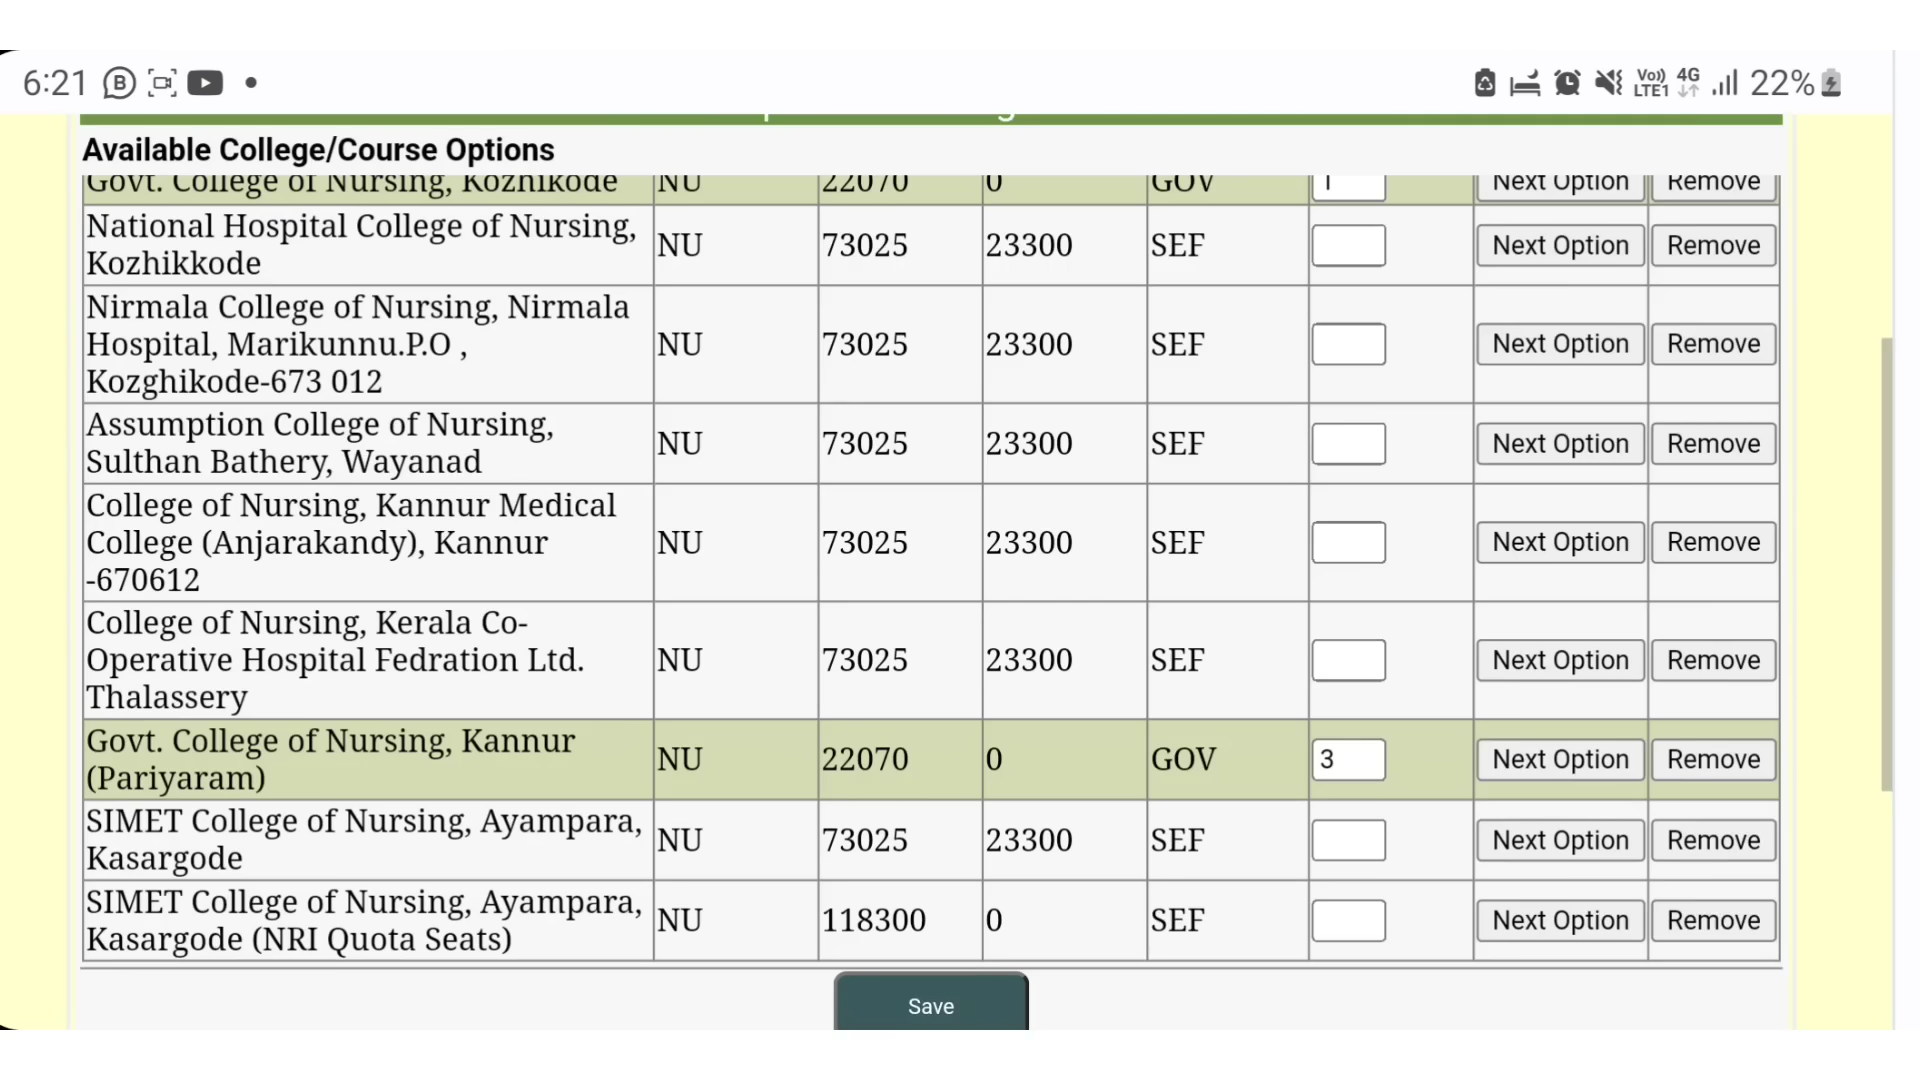 6:21 B
Vo)) LTE1 4G 22%
Available College/Course Options
Govt. College of Nursing, Kozhikode NU 22070 0 GOV 1 Next Option Remove
National Hospital College of Nursing,
Kozhikkode NU 73025 23300 SEF Next Option Remove
Nirmala College of Nursing, Nirmala
Hospital, Marikunnu.P.O , NU 73025 23300 SEF Next Option Remove
Kozghikode-673 012
Assumption College of Nursing,
Sulthan Bathery, Wayanad NU 73025 23300 SEF Next Option Remove
College of Nursing, Kannur Medical
College (Anjarakandy), Kannur NU 73025 23300 SEF Next Option Remove
-670612
College of Nursing, Kerala Co-
Operative Hospital Fedration Ltd. NU 73025 23300 SEF Next Option Remove
Thalassery
Govt. College of Nursing, Kannur
(Pariyaram) NU 22070 0 GOV 3 Next Option Remove
SIMET College of Nursing, Ayampara,
Kasargode NU 73025 23300 SEF Next Option Remove
SIMET College of Nursing, Ayampara,
Kasargode (NRI Quota Seats) NU 118300 0 SEF Next Option Remove
Save